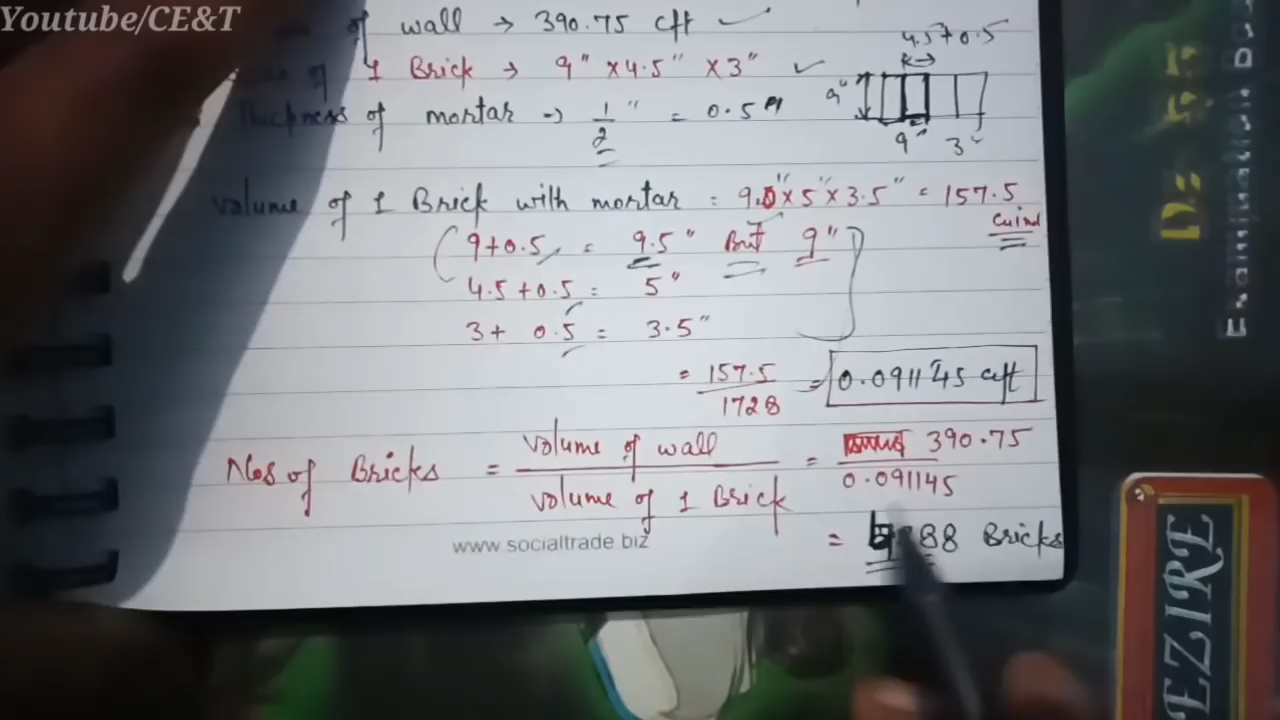 Youtube/CE&T
of wall → 390.75 cft
of 1 Brick → 9" x 4.5" x 3"
Thickness of mortar → 1/2" = 0.5"
4.5+0.5
9"
9" 3"
Volume of 1 Brick with mortar = 9.0" x 5" x 3.5" = 157.5
(9+0.5 = 9.5" But 9")
4.5+0.5 = 5"
3+ 0.5 = 3.5"
= 157.5/1728 = 0.091145 cft
Nos of Bricks = volume of wall / volume of 1 Brick = 390.75 / 0.091145
= 88 Bricks
www.socialtrade.biz
EZIRE